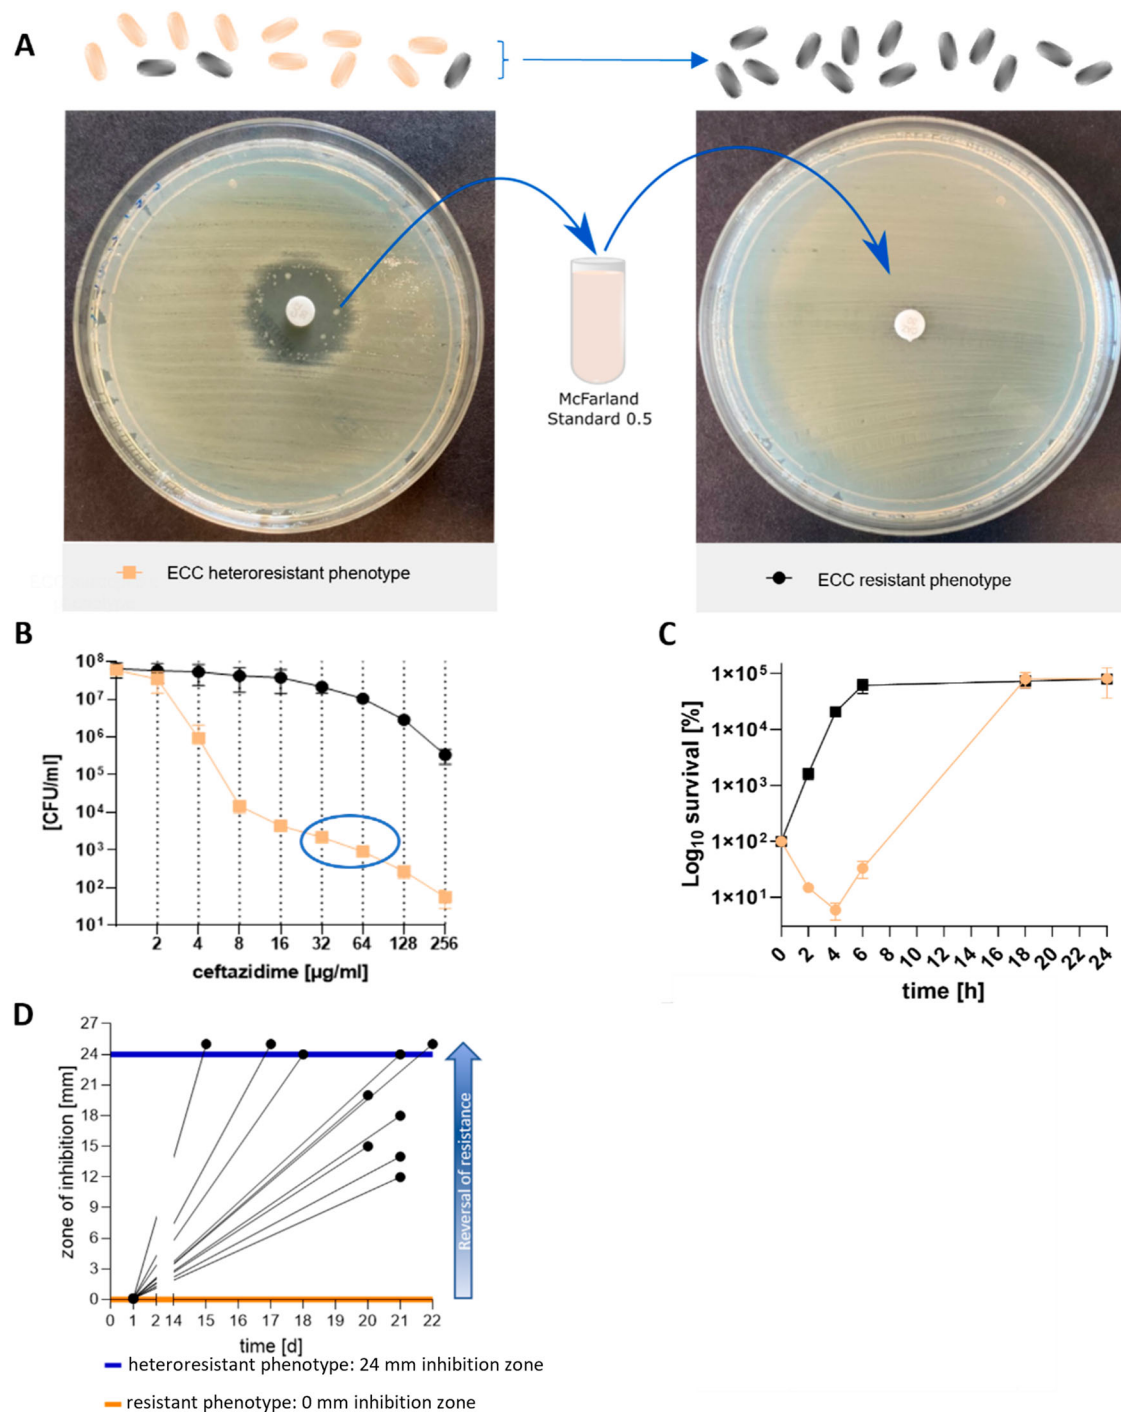 A
McFarland
Standard 0.5
ECC heteroresistant phenotype
ECC resistant phenotype
B
10⁸
10⁷
10⁶
10⁵
10⁴
10³
10²
10¹
[CFU/ml]
2 4 8 16 32 64 128 256
ceftazidime [µg/ml]
C
1×10⁵
1×10⁴
1×10³
1×10²
1×10¹
Log₁₀ survival [%]
0 2 4 6 8 10 12 14 16 18 20 22 24
time [h]
D
27
24
21
18
15
12
9
6
3
0
zone of inhibition [mm]
0 1 2 14 15 16 17 18 19 20 21 22
time [d]
Reversal of resistance
heteroresistant phenotype: 24 mm inhibition zone
resistant phenotype: 0 mm inhibition zone